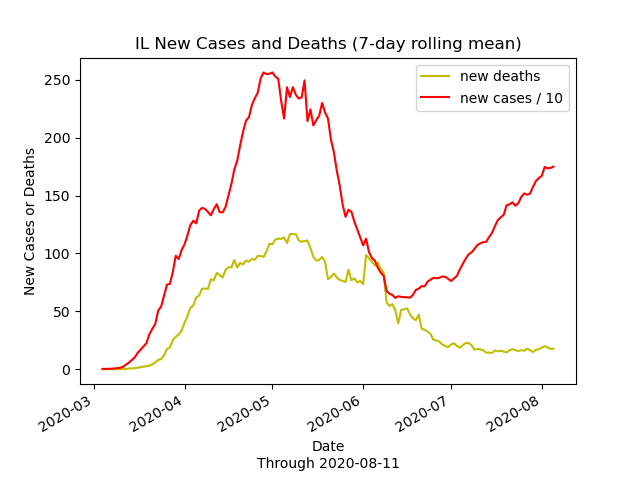 IL New Cases and Deaths (7-day rolling mean)
new deaths
new cases / 10
New Cases or Deaths
250
200
150
100
50
0
2020-03
2020-04
2020-05
2020-06
2020-07
2020-08
Date
Through 2020-08-11